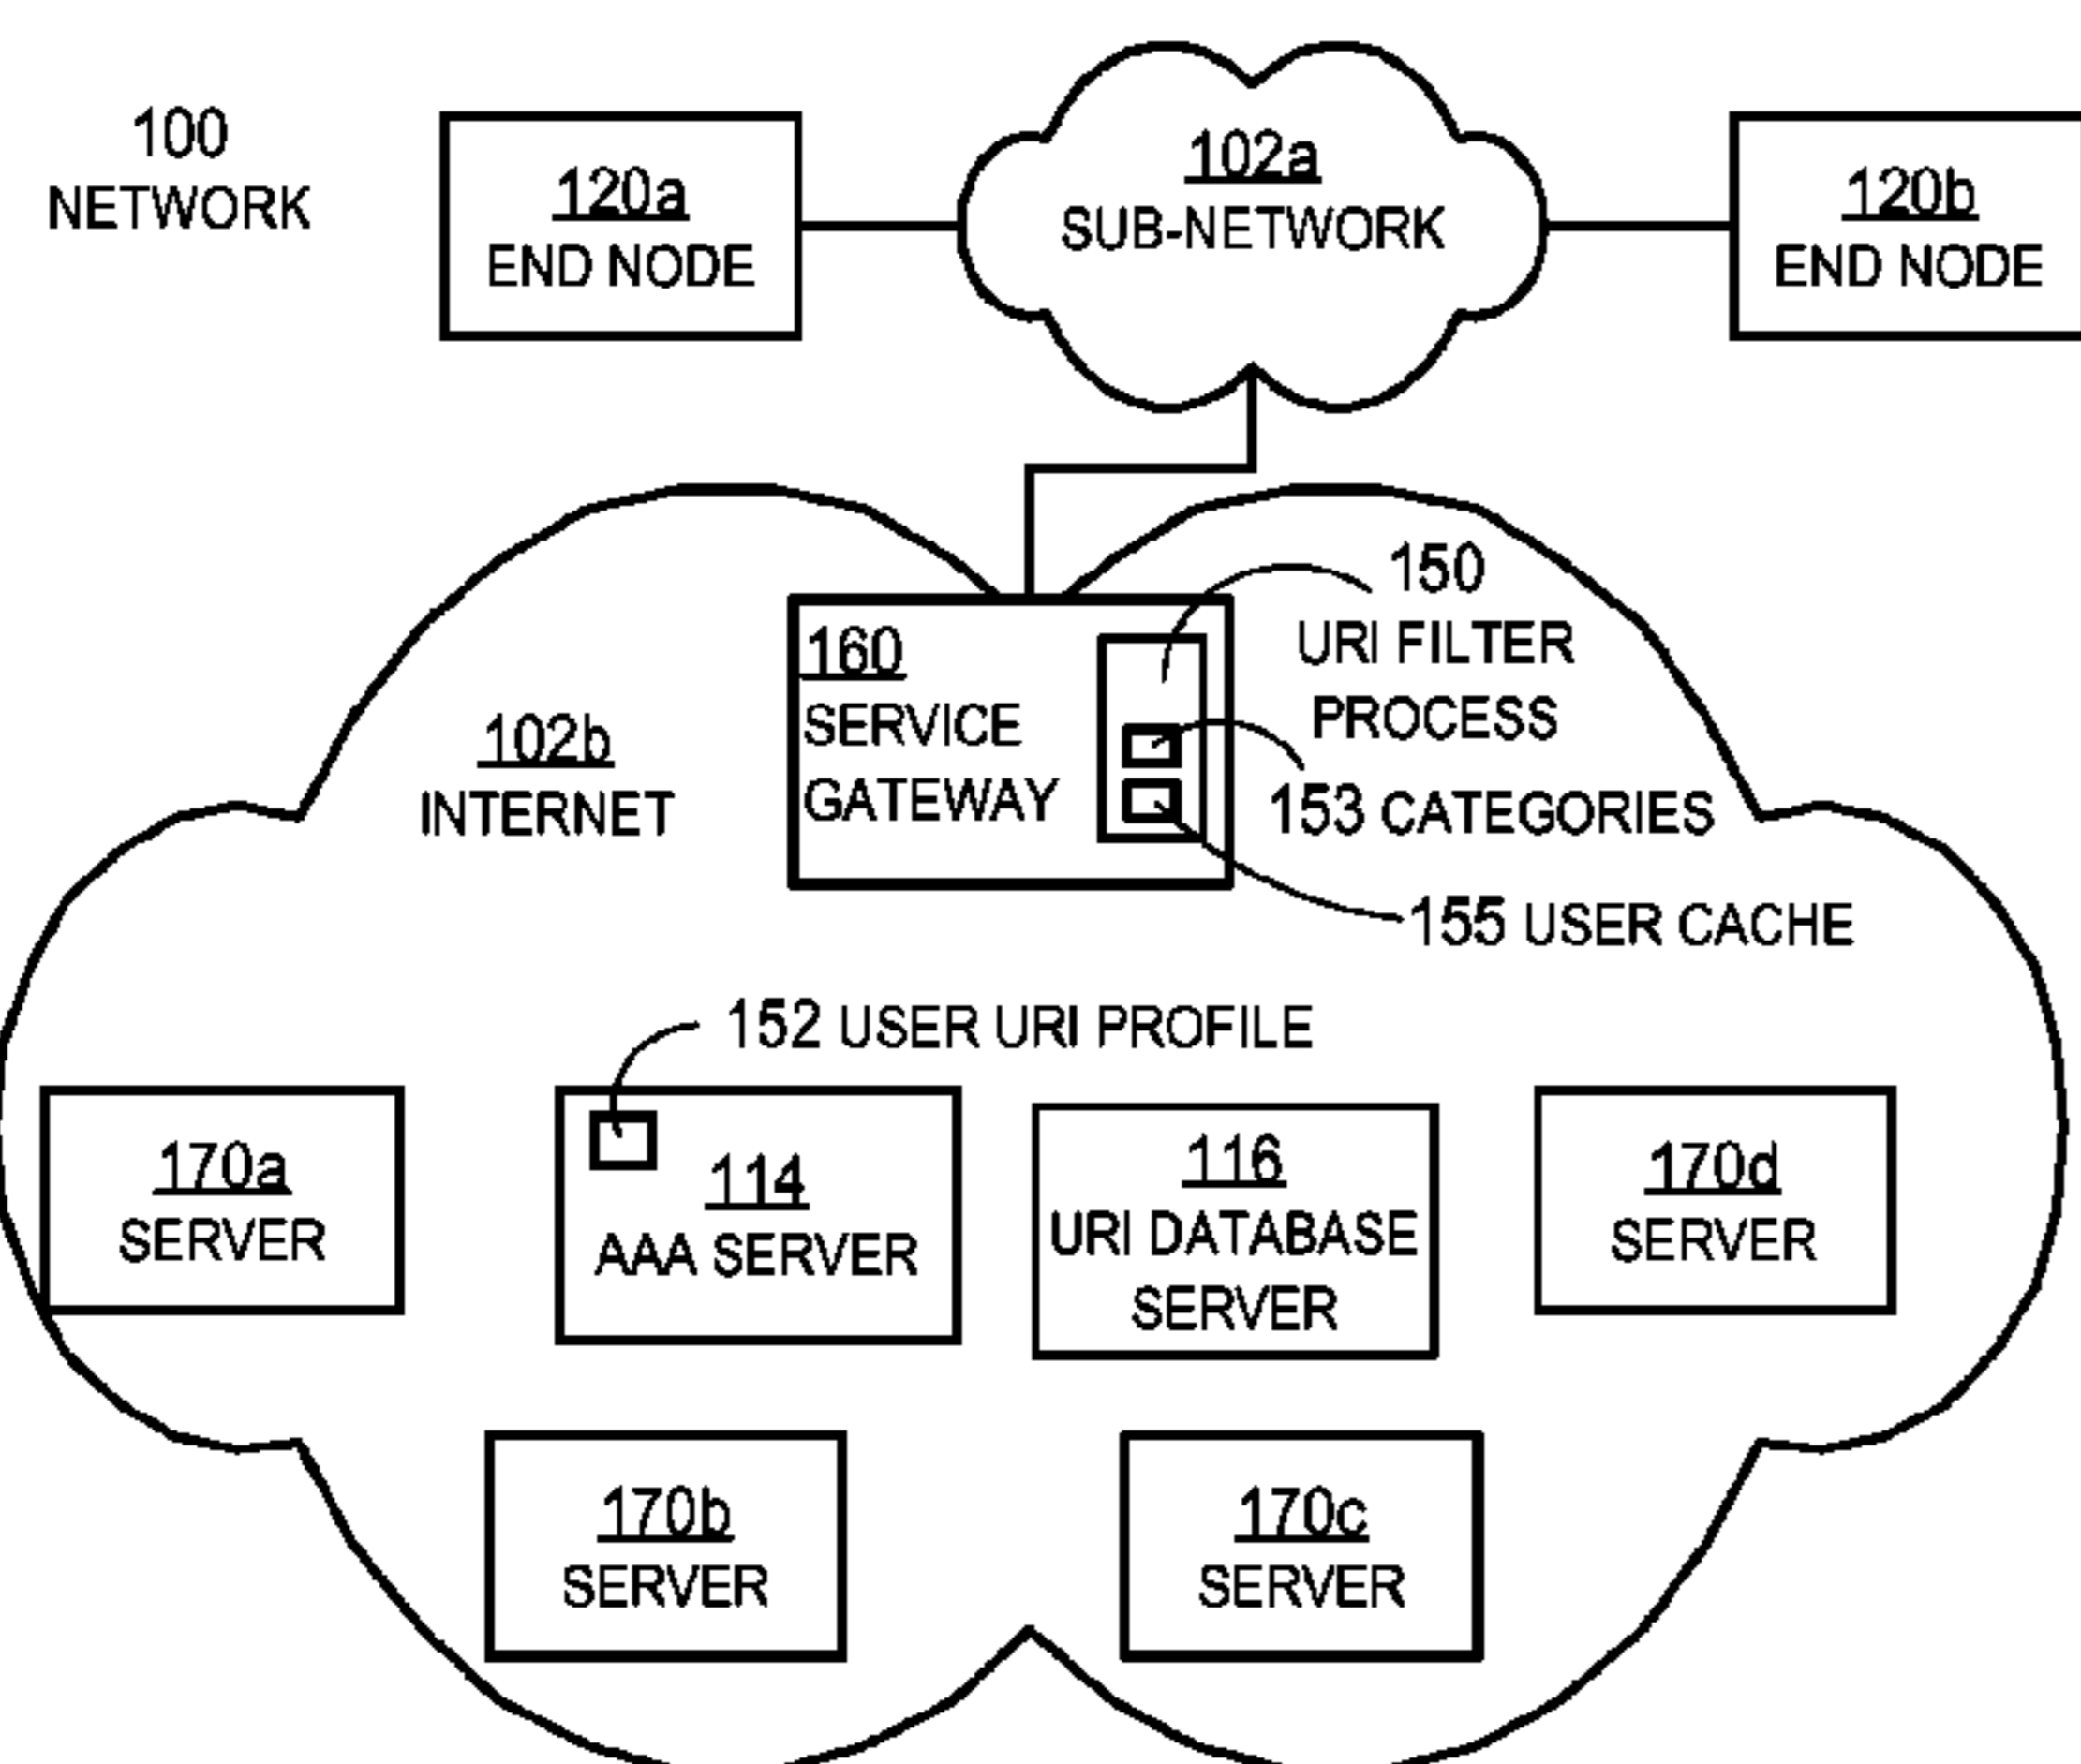 100
NETWORK
120a
END NODE
102a
SUB-NETWORK
120b
END NODE
160
SERVICE
GATEWAY
150
URI FILTER
PROCESS
153 CATEGORIES
155 USER CACHE
102b
INTERNET
152 USER URI PROFILE
170a
SERVER
114
AAA SERVER
116
URI DATABASE
SERVER
170d
SERVER
170b
SERVER
170c
SERVER